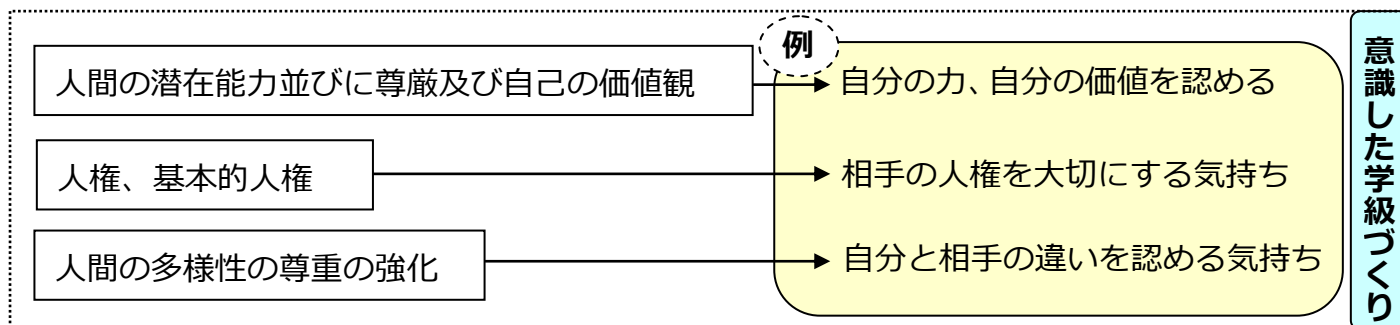 例
人間の潜在能力並びに尊厳及び自己の価値観
自分の力、自分の価値を認める
人権、基本的人権
相手の人権を大切にする気持ち
人間の多様性の尊重の強化
自分と相手の違いを認める気持ち
意識した学級づくり